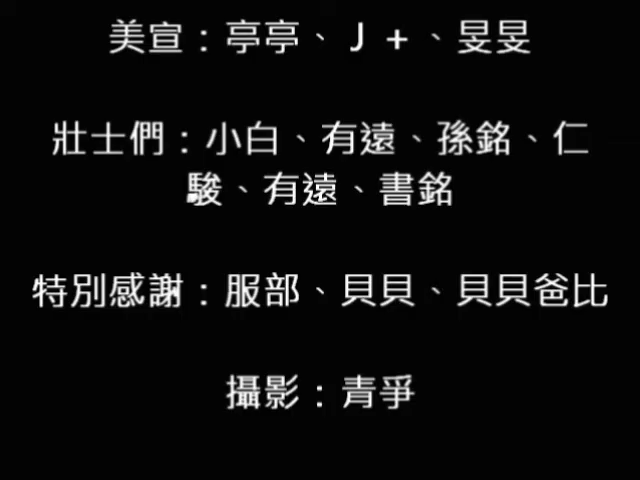 美宣：亭亭、Ｊ＋、旻旻
壯士們：小白、有遠、孫銘、仁
駿、有遠、書銘
特別感謝：服部、貝貝、貝貝爸比
攝影：青爭